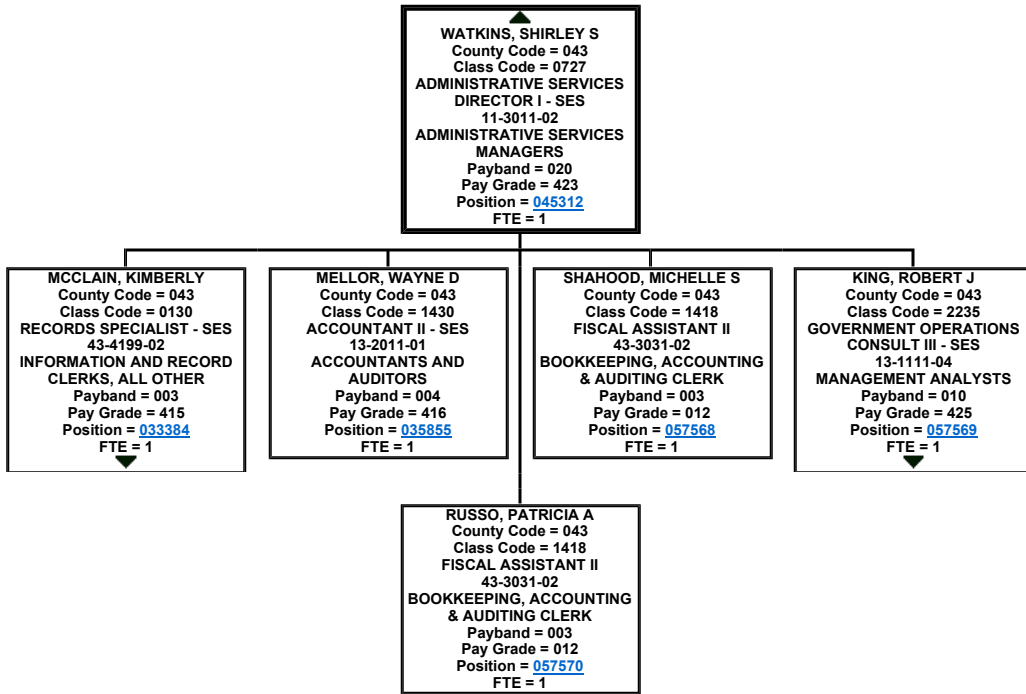 WATKINS, SHIRLEY S
County Code = 043
Class Code = 0727
ADMINISTRATIVE SERVICES
DIRECTOR I - SES
11-3011-02
ADMINISTRATIVE SERVICES
MANAGERS
Payband = 020
Pay Grade = 423
Position = 045312
FTE = 1
MCCLAIN, KIMBERLY
County Code = 043
Class Code = 0130
RECORDS SPECIALIST - SES
43-4199-02
INFORMATION AND RECORD
CLERKS, ALL OTHER
Payband = 003
Pay Grade = 415
Position = 033384
FTE = 1
MELLOR, WAYNE D
County Code = 043
Class Code = 1430
ACCOUNTANT II - SES
13-2011-01
ACCOUNTANTS AND
AUDITORS
Payband = 004
Pay Grade = 416
Position = 035855
FTE = 1
SHAHOOD, MICHELLE S
County Code = 043
Class Code = 1418
FISCAL ASSISTANT II
43-3031-02
BOOKKEEPING, ACCOUNTING
& AUDITING CLERK
Payband = 003
Pay Grade = 012
Position = 057568
FTE = 1
KING, ROBERT J
County Code = 043
Class Code = 2235
GOVERNMENT OPERATIONS
CONSULT III - SES
13-1111-04
MANAGEMENT ANALYSTS
Payband = 010
Pay Grade = 425
Position = 057569
FTE = 1
RUSSO, PATRICIA A
County Code = 043
Class Code = 1418
FISCAL ASSISTANT II
43-3031-02
BOOKKEEPING, ACCOUNTING
& AUDITING CLERK
Payband = 003
Pay Grade = 012
Position = 057570
FTE = 1